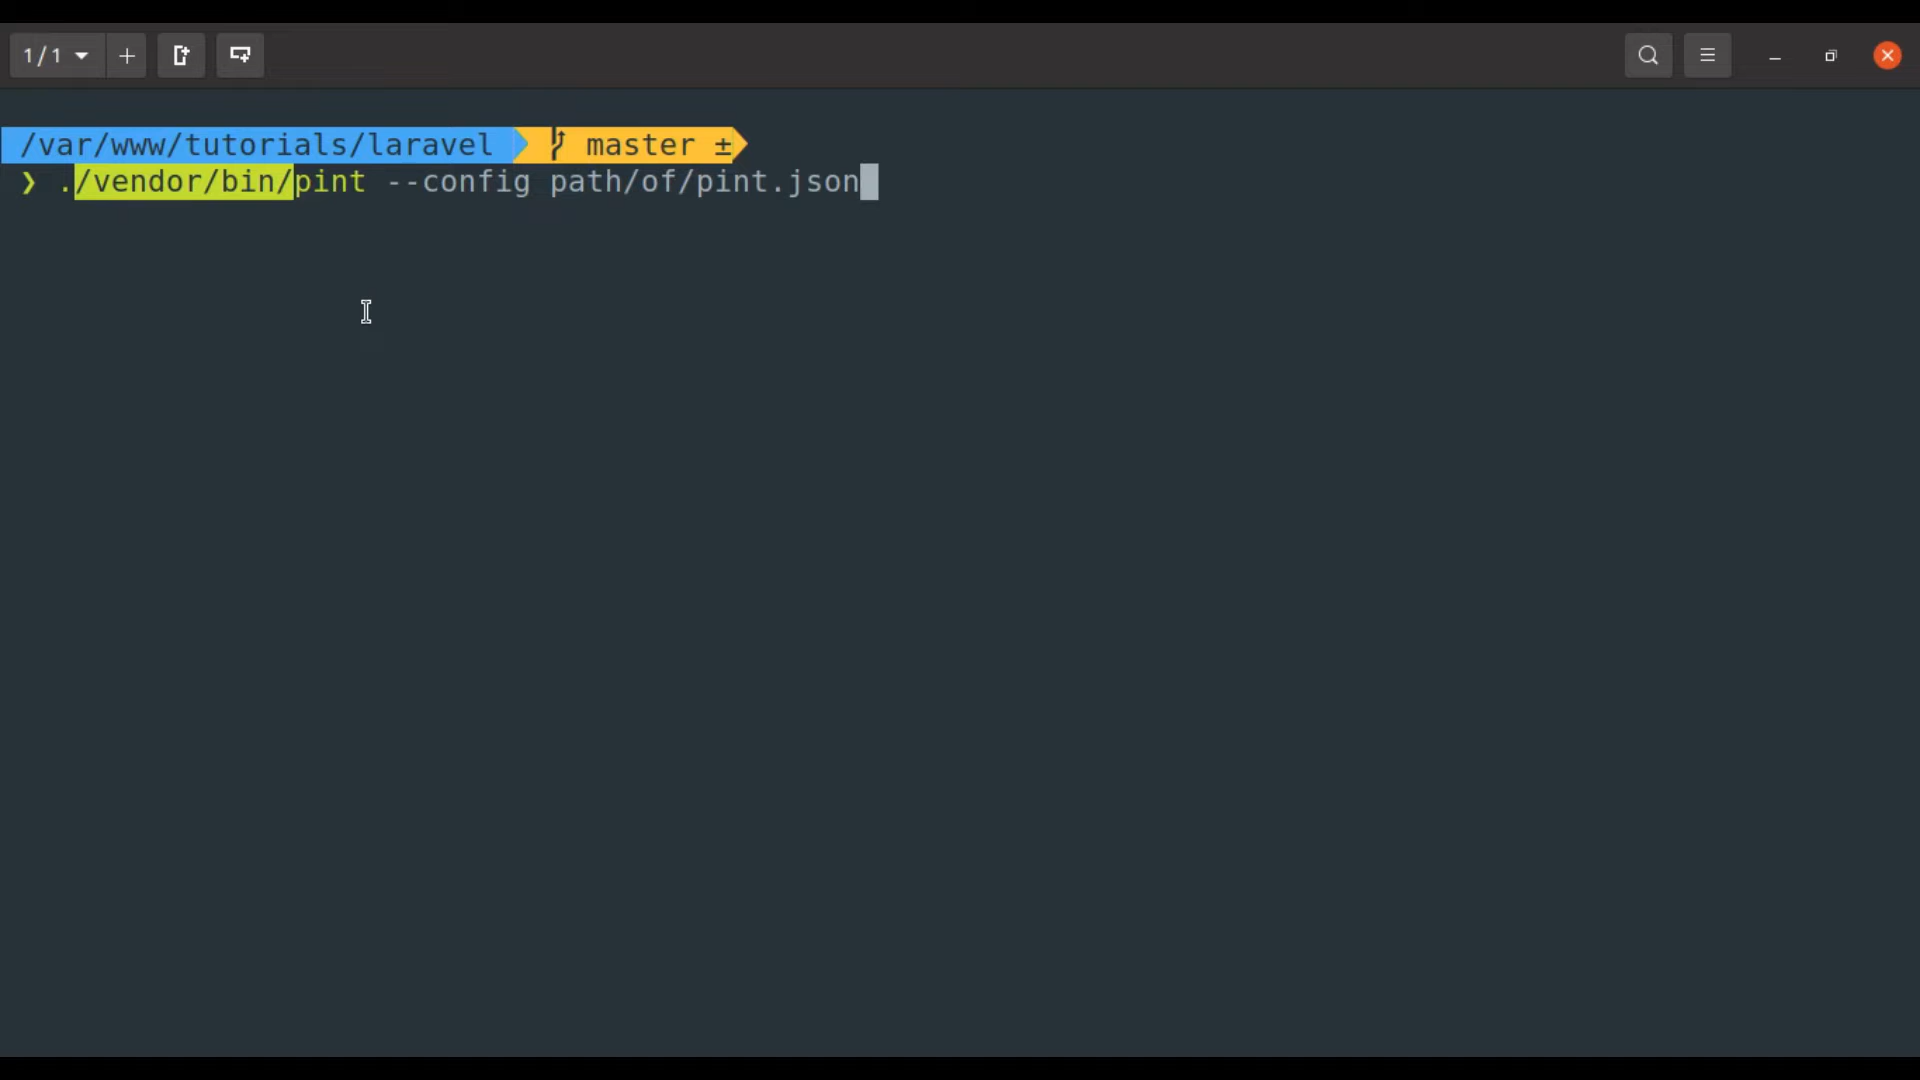 1/1
/var/www/tutorials/laravel master ±
❯ ./vendor/bin/pint --config path/of/pint.json